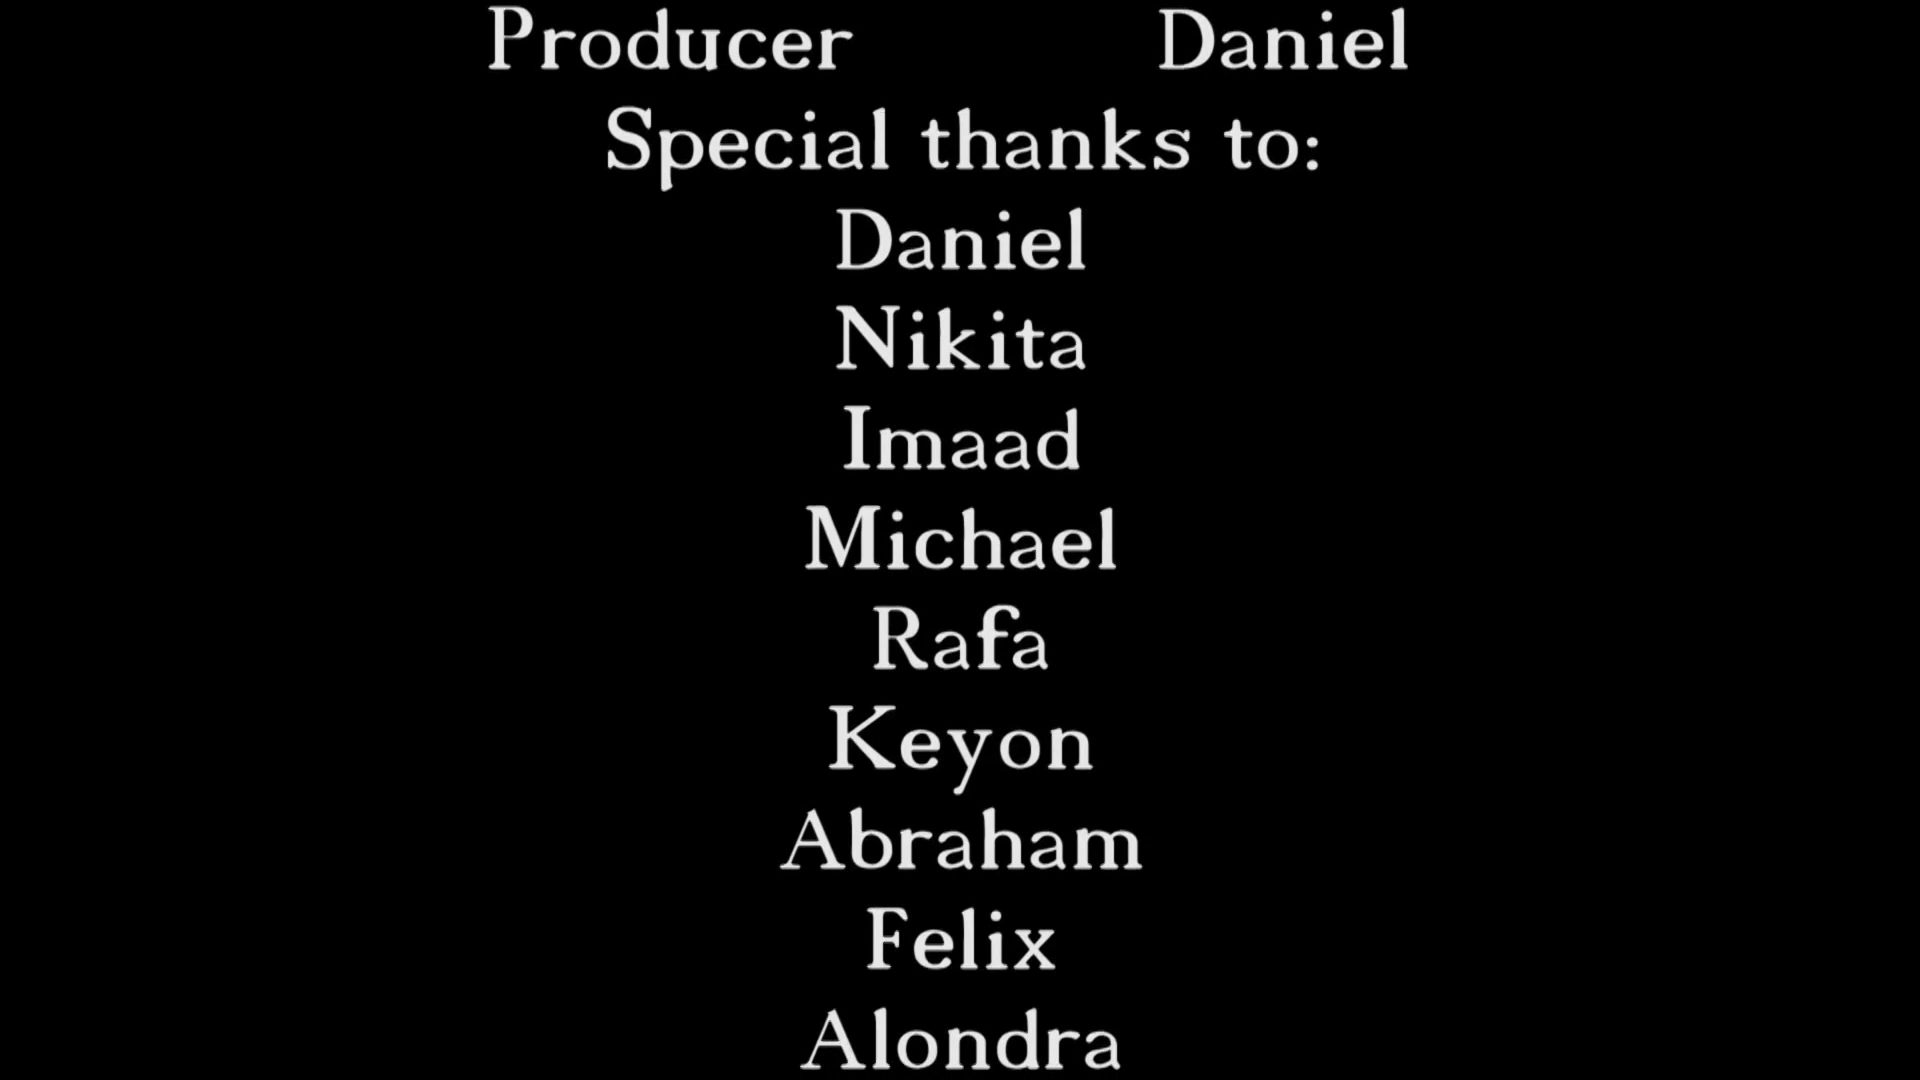 Producer Daniel
Special thanks to:
Daniel
Nikita
Imaad
Michael
Rafa
Keyon
Abraham
Felix
Alondra